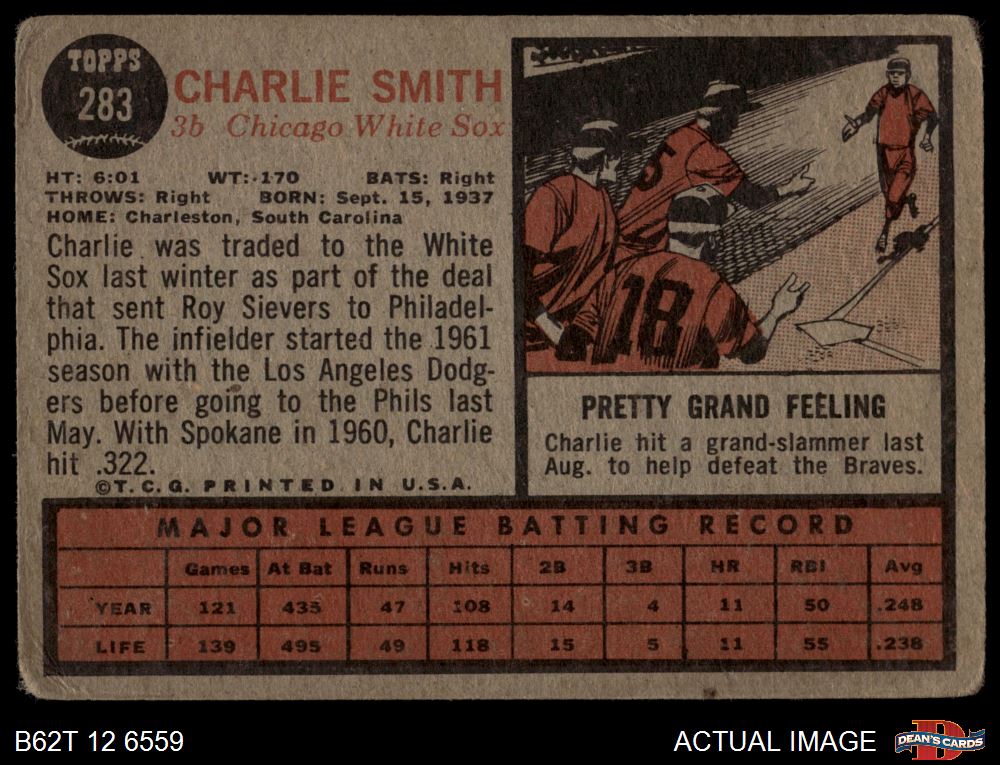 TOPPS
283
CHARLIE SMITH
3b Chicago White Sox
HT: 6:01 WT: 170 BATS: Right
THROWS: Right BORN: Sept. 15, 1937
HOME: Charleston, South Carolina
Charlie was traded to the White
Sox last winter as part of the deal
that sent Roy Sievers to Philadel-
phia. The infielder started the 1961
season with the Los Angeles Dodg-
ers before going to the Phils last
May. With Spokane in 1960, Charlie
hit .322.
©T.C.G. PRINTED IN U.S.A.
5
18
PRETTY GRAND FEELING
Charlie hit a grand-slammer last
Aug. to help defeat the Braves.
MAJOR LEAGUE BATTING RECORD
Games At Bat Runs Hits 2B 3B HR RBI Avg
YEAR 121 435 47 108 14 4 11 50 .248
LIFE 139 495 49 118 15 5 11 55 .238
B62T 12 6559
ACTUAL IMAGE
DEAN'S CARDS